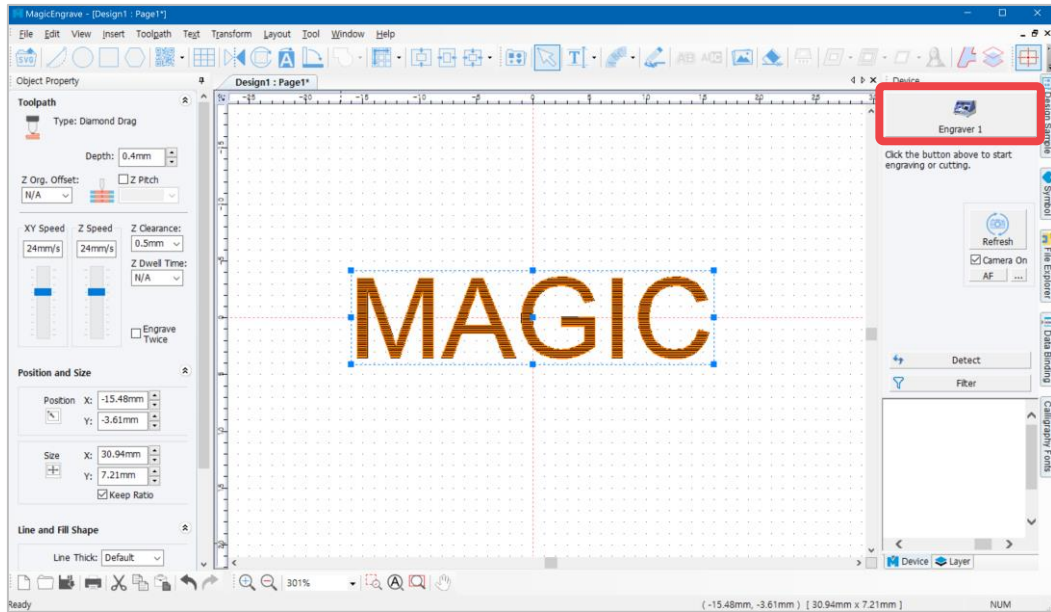 MagicEngrave - [Design1 : Page1*]
File Edit View Insert Toolpath Text Transform Layout Tool Window Help
SVG
Object Property
Design1 : Page1*
Device
Toolpath
Type: Diamond Drag
Depth: 0.4mm
Z Org. Offset:
Z Pitch
N/A
XY Speed
Z Speed
Z Clearance:
24mm/s
24mm/s
0.5mm
Z Dwell Time:
N/A
Engrave
Twice
Position and Size
Position X: -15.48mm
Y: -3.61mm
Size X: 30.94mm
Y: 7.21mm
Keep Ratio
Line and Fill Shape
Line Thick: Default
MAGIC
Engraver 1
Click the button above to start
engraving or cutting.
Refresh
Camera On
AF ...
Detect
Filter
Device Layer
Design Sample
Symbol
File Explorer
Data Binding
Calligraphy Fonts
301%
Ready
( -15.48mm, -3.61mm ) [ 30.94mm x 7.21mm ]
NUM